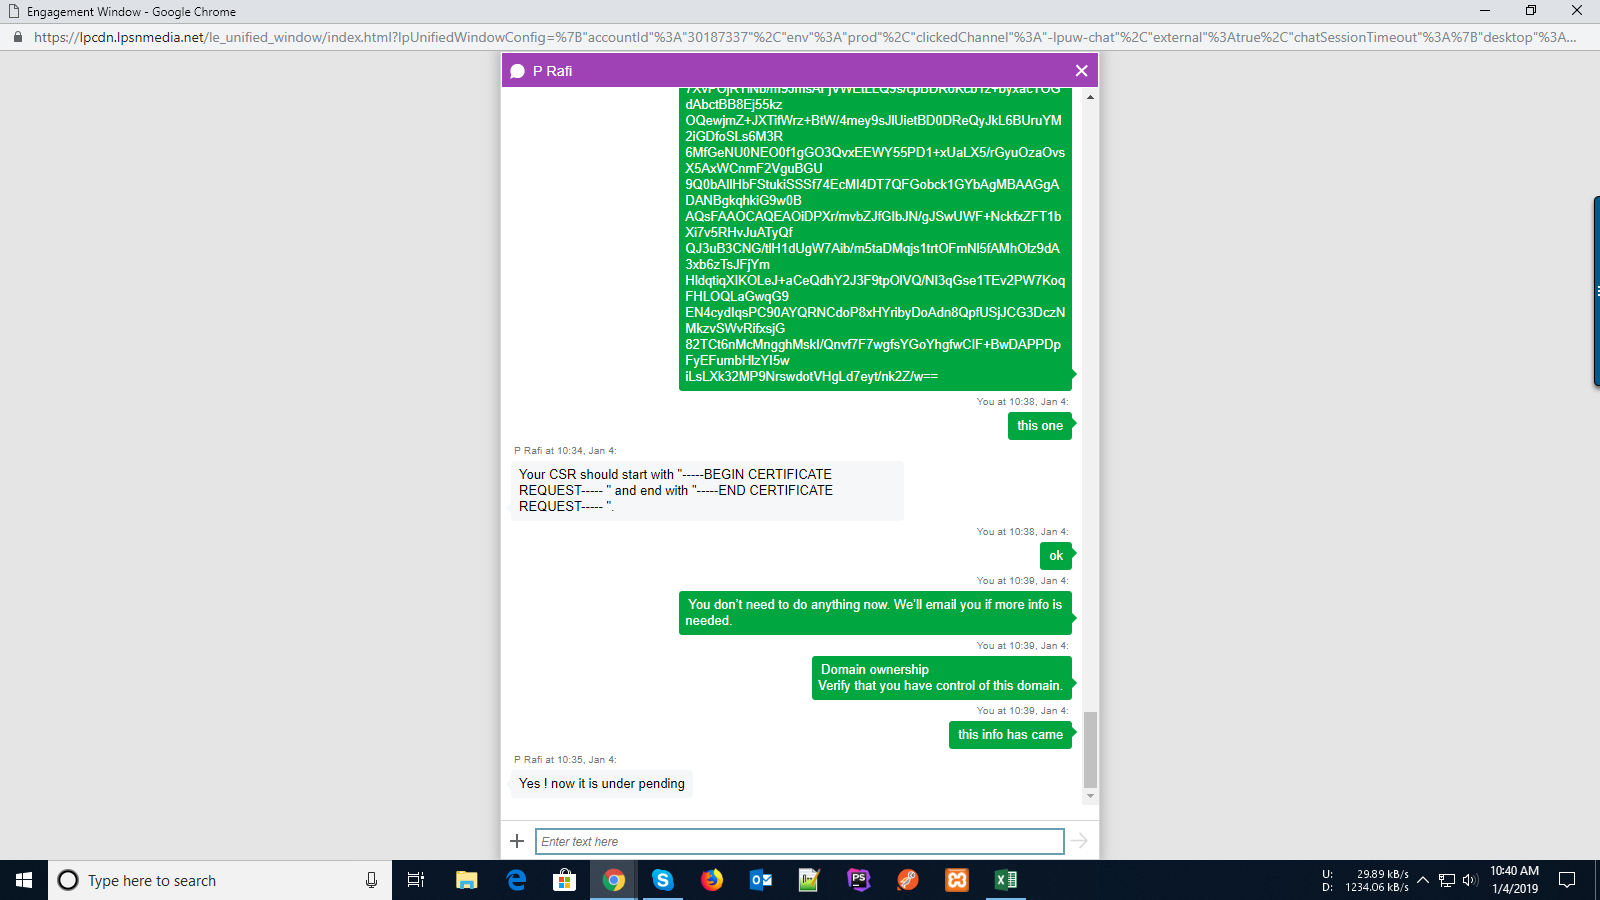 Engagement Window - Google Chrome
https://lpcdn.lpsnmedia.net/le_unified_window/index.html?lpUnifiedWindowConfig=%7B"accountId"%3A"30187337"%2C"env"%3A"prod"%2C"clickedChannel"%3A"-lpuw-chat"%2C"external"%3Atrue%2C"chatSessionTimeout"%3A%7B"desktop"%3A...
P Rafi
dAbctBB8Ej55kz
OQewjmZ+JXTifWrz+BtW/4mey9sJlUietBD0DReQyJkL6BUruYM
2iGDfoSLs6M3R
6MfGeNU0NEO0f1gGO3QvxEEWY55PD1+xUaLX5/rGyuOzaOvs
X5AxWCnmF2VguBGU
9Q0bAIlHbFStukiSSSf74EcMI4DT7QFGobck1GYbAgMBAAGgA
DANBgkqhkiG9w0B
AQsFAAOCAQEAOiDPXr/mvbZJfGlbJN/gJSwUWF+NckfxZFT1b
Xi7v5RHvJuATyQf
QJ3uB3CNG/tlH1dUgW7Aib/m5taDMqjs1trtOFmNl5fAMhOlz9dA
3xb6zTsJFjYm
HldqtiqXlKOLeJ+aCeQdhY2J3F9tpOlVQ/Nl3qGse1TEv2PW7Koq
FHLOQLaGwqG9
EN4cydlqsPC90AYQRNCdoP8xHYribyDoAdn8QpfUSjJCG3DczN
MkzvSWvRifxsjG
82TCt6nMcMngghMskl/Qnvf7F7wgfsYGoYhgfwClF+BwDAPPDp
FyEFumbHlzYI5w
iLsLXk32MP9NrswdotVHgLd7eyt/nk2Z/w==
You at 10:38, Jan 4:
this one
P Rafi at 10:34, Jan 4:
Your CSR should start with "-----BEGIN CERTIFICATE
REQUEST----- " and end with "-----END CERTIFICATE
REQUEST----- ".
You at 10:38, Jan 4:
ok
You at 10:39, Jan 4:
You don't need to do anything now. We'll email you if more info is
needed.
You at 10:39, Jan 4:
Domain ownership
Verify that you have control of this domain.
You at 10:39, Jan 4:
this info has came
P Rafi at 10:35, Jan 4:
Yes ! now it is under pending
Enter text here
Type here to search
U: 29.89 kB/s
D: 1234.06 kB/s
10:40 AM
1/4/2019